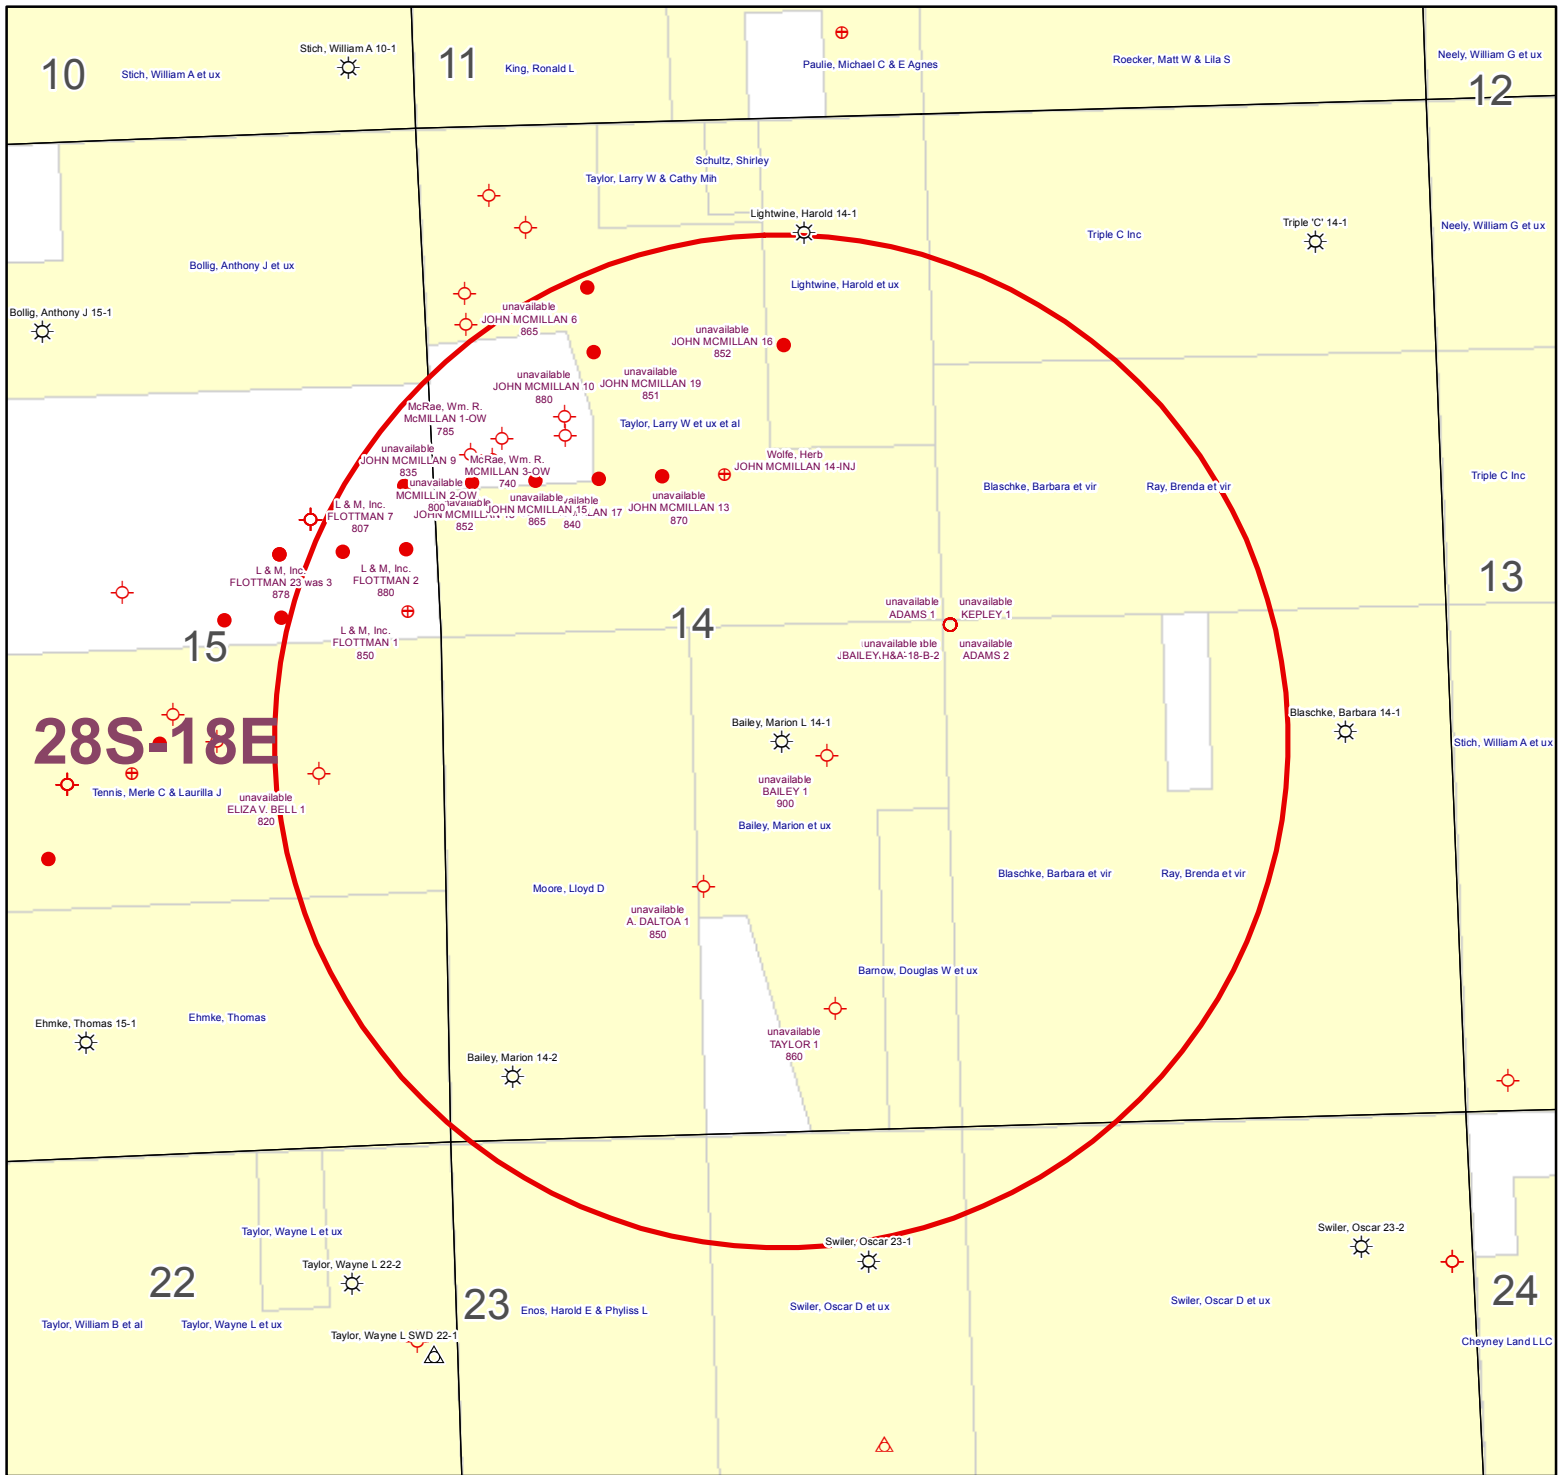 10
Stich, William A et ux
Stich, William A 10-1
11
King, Ronald L
Paulie, Michael C & E Agnes
Roecker, Matt W & Lila S
Neely, William G et ux
12
Schultz, Shirley
Taylor, Larry W & Cathy Mih
Lightwine, Harold 14-1
Triple C Inc
Triple 'C' 14-1
Neely, William G et ux
Bollig, Anthony J et ux
Bollig, Anthony J 15-1
Lightwine, Harold et ux
unavailable
JOHN MCMILLAN 6
865
unavailable
JOHN MCMILLAN 16
852
unavailable
JOHN MCMILLAN 10
880
unavailable
JOHN MCMILLAN 19
851
McRae, Wm. R.
McMILLAN 1-OW
785
Taylor, Larry W et ux et al
unavailable
JOHN MCMILLAN 9
835
McRae, Wm. R.
MCMILLAN 3-OW
740
Wolfe, Herb
JOHN MCMILLAN 14-INJ
unavailable
MCMILLIN 2-OW
800
852
unavailable
JOHN MCMILLAN 15
865
17
840
unavailable
JOHN MCMILLAN 13
870
Blaschke, Barbara et vir
Ray, Brenda et vir
Triple C Inc
L & M, Inc.
FLOTTMAN 7
807
L & M, Inc.
FLOTTMAN 23 was 3
878
L & M, Inc.
FLOTTMAN 2
880
L & M, Inc.
FLOTTMAN 1
850
15
14
13
unavailable
ADAMS 1
unavailable
KEPLEY 1
unavailable
unavailable
ADAMS 2
28S-18E
Bailey, Marion L 14-1
Blaschke, Barbara 14-1
Stich, William A et ux
unavailable
BAILEY 1
900
Bailey, Marion et ux
Tennis, Merle C & Laurilla J
unavailable
ELIZA V. BELL 1
820
Moore, Lloyd D
Blaschke, Barbara et vir
Ray, Brenda et vir
unavailable
A. DALTOA 1
850
Barnow, Douglas W et ux
Ehmke, Thomas 15-1
Ehmke, Thomas
unavailable
TAYLOR 1
860
Bailey, Marion 14-2
Taylor, Wayne L et ux
Swiler, Oscar 23-1
Swiler, Oscar 23-2
Taylor, Wayne L 22-2
22
23
24
Enos, Harold E & Phyliss L
Swiler, Oscar D et ux
Swiler, Oscar D et ux
Taylor, William B et al
Taylor, Wayne L et ux
Taylor, Wayne L SWD 22-1
Cheyney Land LLC